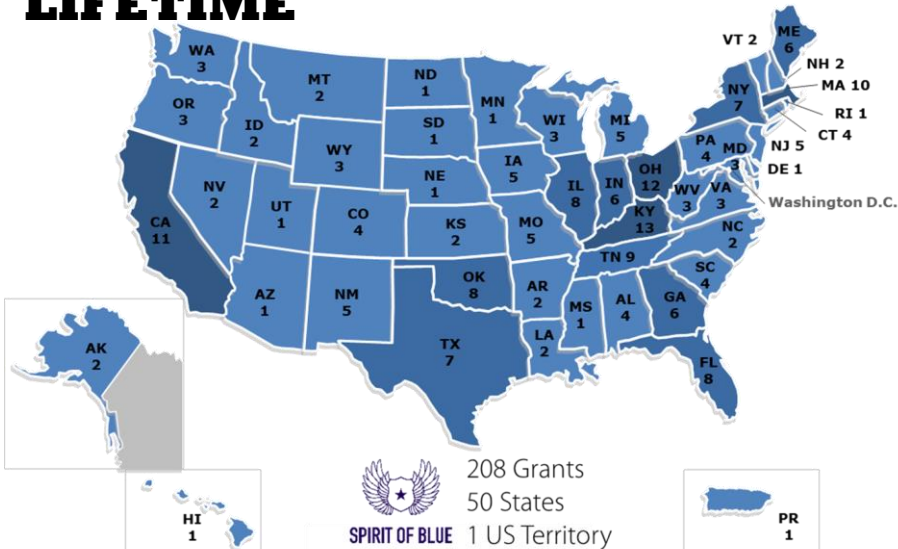 LIFETIME
WA
3
OR
3
ID
2
MT
2
ND
1
SD
1
NE
1
KS
2
MN
1
IA
5
MO
5
WI
3
MI
5
IL
8
IN
6
OH
12
KY
13
WV
3
VA
3
PA
4
MD
3
NY
7
ME
6
VT 2
NH 2
MA 10
RI 1
CT 4
NJ 5
DE 1
Washington D.C.
NC
2
SC
4
TN 9
GA
6
AL
4
MS
1
FL
8
AR
2
LA
2
OK
8
TX
7
WY
3
CO
4
NM
5
UT
1
AZ
1
NV
2
CA
11
AK
2
HI
1
PR
1
SPIRIT OF BLUE
208 Grants
50 States
1 US Territory